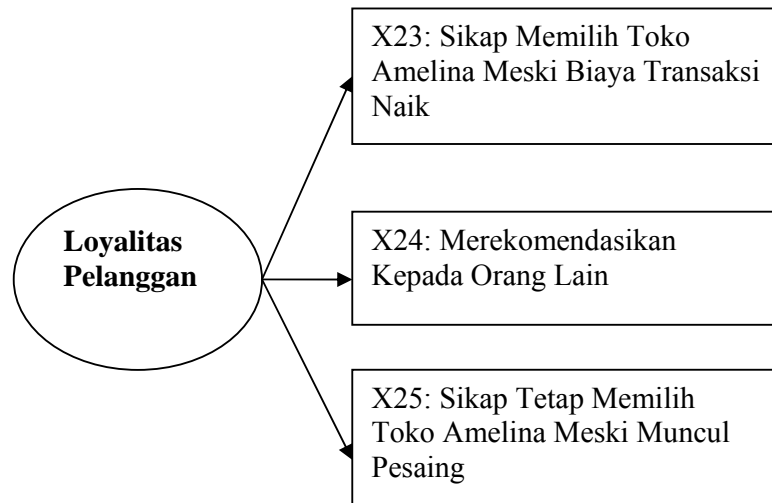 X23: Sikap Memilih Toko
Amelina Meski Biaya Transaksi
Naik
Loyalitas
Pelanggan
X24: Merekomendasikan
Kepada Orang Lain
X25: Sikap Tetap Memilih
Toko Amelina Meski Muncul
Pesaing